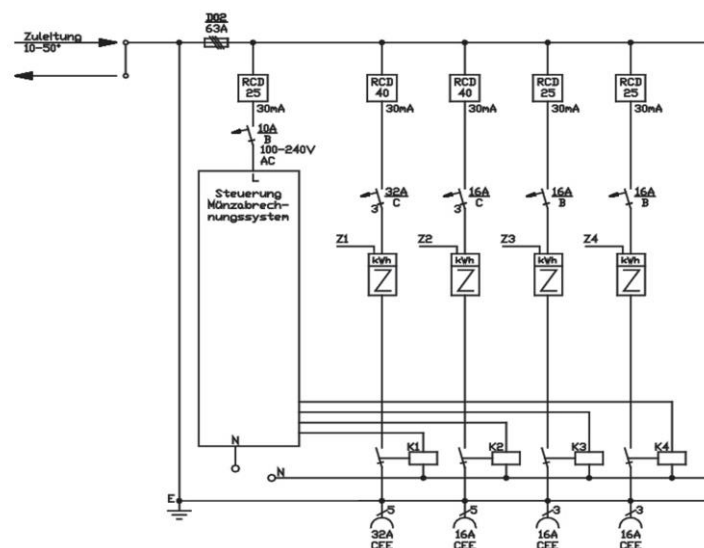 Zuleitung
10-50°
D02
63A
RCD
25
30mA
RCD
40
30mA
RCD
40
30mA
RCD
25
30mA
RCD
25
30mA
10A
B
100-240V
AC
L
Steuerung
Münzabrech-
nungssystem
N
32A
C
3
16A
C
3
16A
B
16A
B
Z1
kWh
Z
Z2
kWh
Z
Z3
kWh
Z
Z4
kWh
Z
K1
K2
K3
K4
N
E
5
32A
CEE
5
16A
CEE
3
16A
CEE
3
16A
CEE